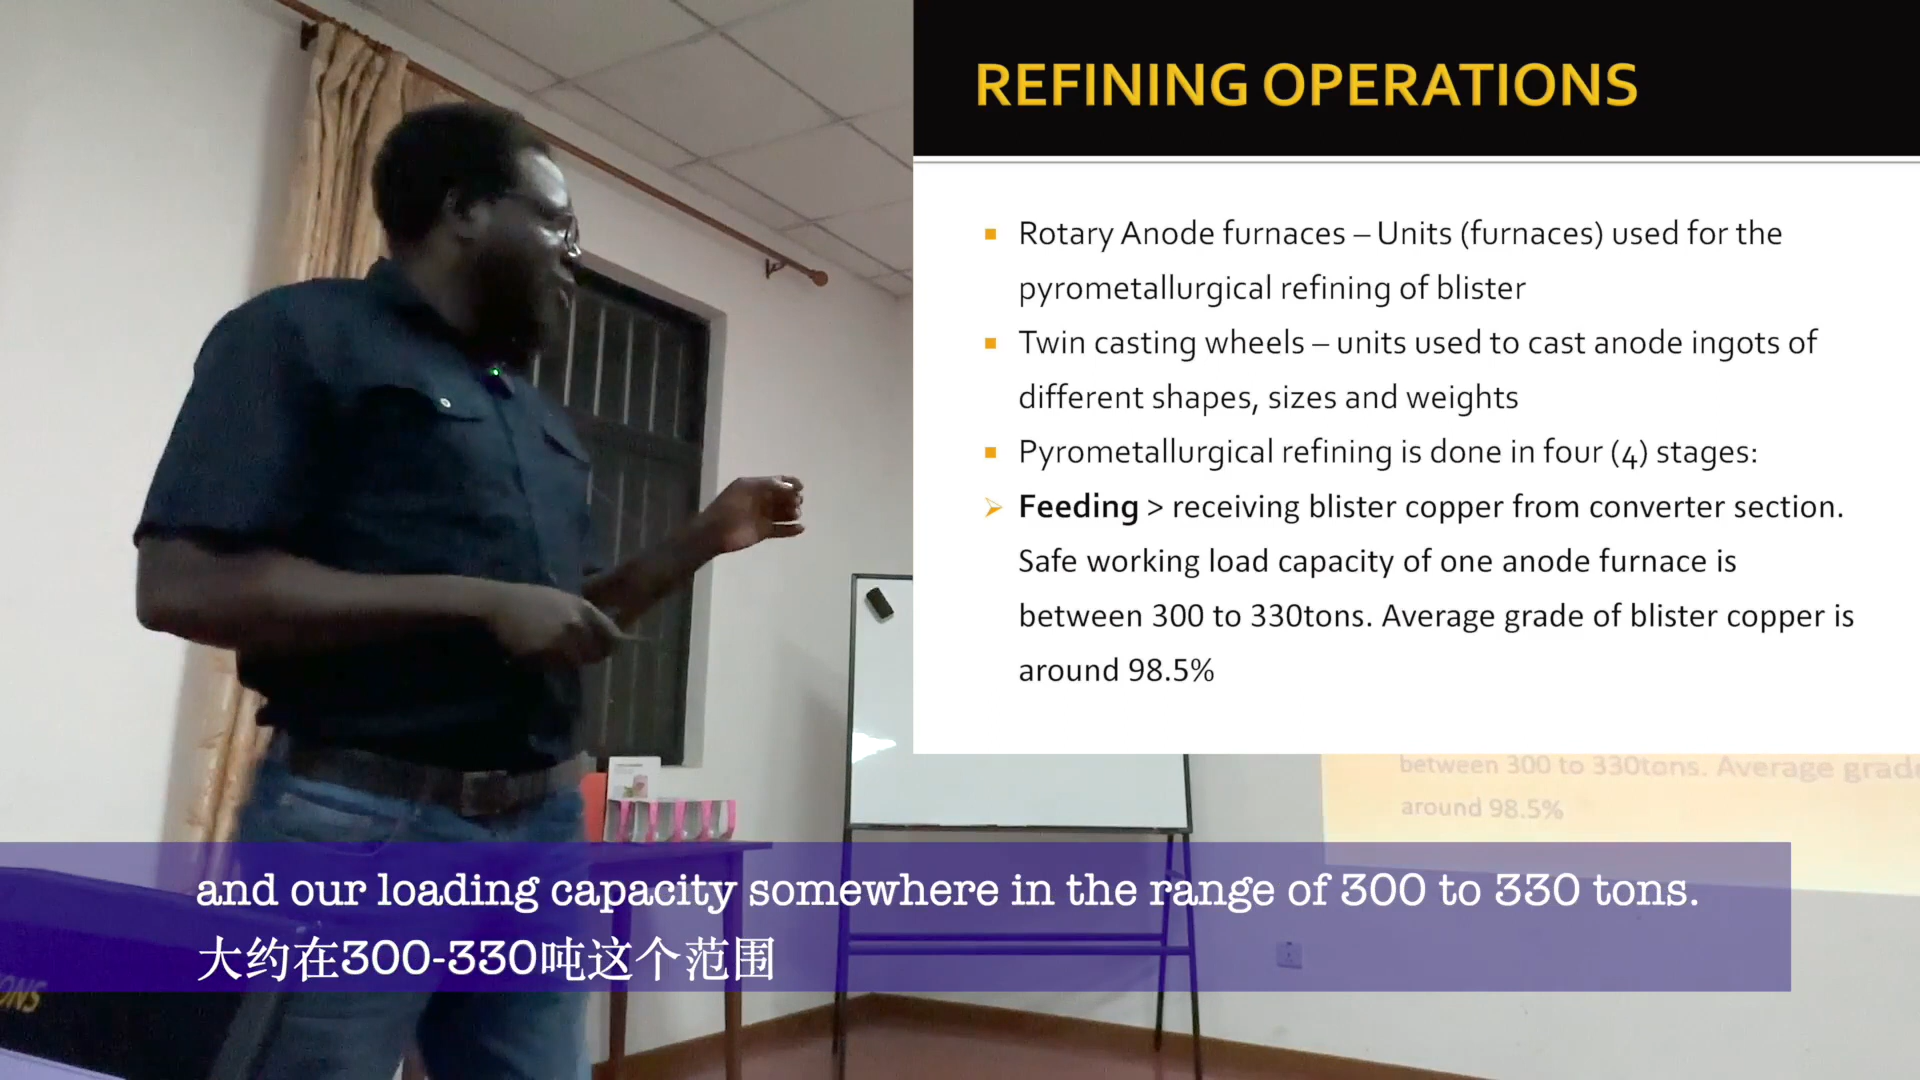 REFINING OPERATIONS
Rotary Anode furnaces – Units (furnaces) used for the
pyrometallurgical refining of blister
Twin casting wheels – units used to cast anode ingots of
different shapes, sizes and weights
Pyrometallurgical refining is done in four (4) stages:
Feeding > receiving blister copper from converter section.
Safe working load capacity of one anode furnace is
between 300 to 330tons. Average grade of blister copper is
around 98.5%
between 300 to 330tons. Average grade
around 98.5%
and our loading capacity somewhere in the range of 300 to 330 tons.
大约在300-330吨这个范围